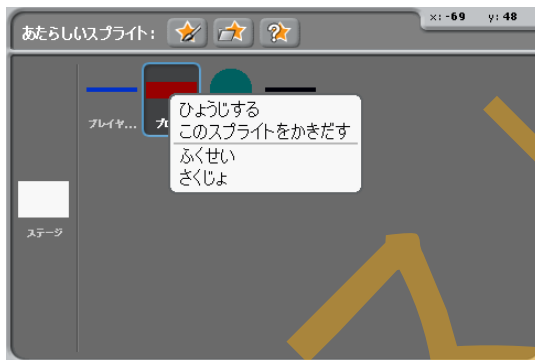 x: -69 y: 48
あたらしいスプライト:
ひょうじする
このスプライトをかきだす
ふくせい
さくじょ
プレイヤ...
ステージ